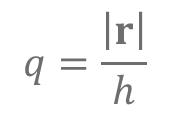 q = |𝐫| / h